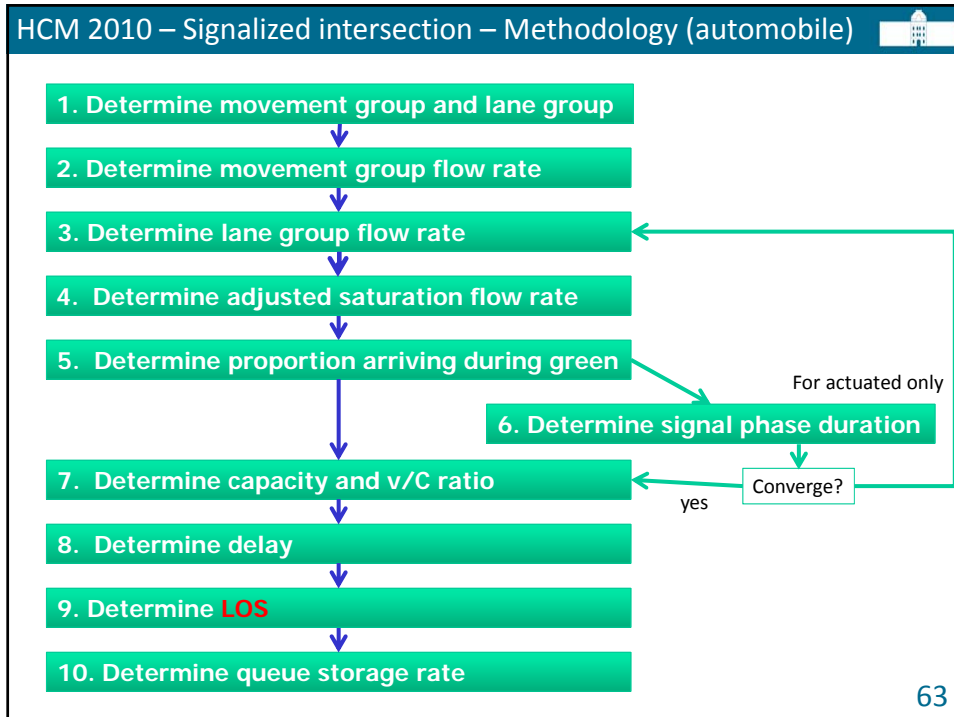 HCM 2010 – Signalized intersection – Methodology (automobile)
1. Determine movement group and lane group
2. Determine movement group flow rate
3. Determine lane group flow rate
4. Determine adjusted saturation flow rate
5. Determine proportion arriving during green
For actuated only
6. Determine signal phase duration
7. Determine capacity and v/C ratio
Converge?
yes
8. Determine delay
9. Determine LOS
10. Determine queue storage rate
63